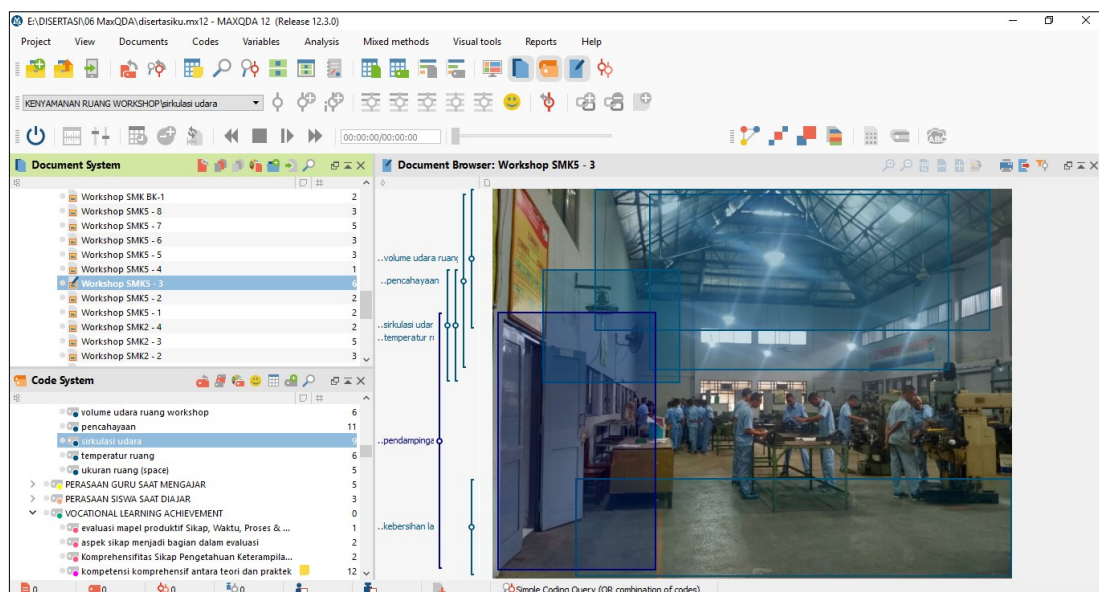 E:\DISERTASI\06 MaxQDA\disertasiku.mx12 - MAXQDA 12 (Release 12.3.0)
Project View Documents Codes Variables Analysis Mixed methods Visual tools Reports Help
KENYAMANAN RUANG WORKSHOP\sirkulasi udara
00:00:00/00:00:00
Document System
Document Browser: Workshop SMK5 - 3
#
Workshop SMK BK-1 2
Workshop SMK5 - 8 3
Workshop SMK5 - 7 5
Workshop SMK5 - 6 3
Workshop SMK5 - 5 3
Workshop SMK5 - 4 1
Workshop SMK5 - 3 6
Workshop SMK5 - 2 2
Workshop SMK5 - 1 2
Workshop SMK2 - 4 2
Workshop SMK2 - 3 5
Workshop SMK2 - 2 3
Code System
#
volume udara ruang workshop 6
pencahayaan 11
sirkulasi udara 9
temperatur ruang 6
ukuran ruang (space) 5
PERASAAN GURU SAAT MENGAJAR 5
PERASAAN SISWA SAAT DIAJAR 3
VOCATIONAL LEARNING ACHIEVEMENT 0
evaluasi mapel produktif Sikap, Waktu, Proses & ... 1
aspek sikap menjadi bagian dalam evaluasi 2
Komprehensifitas Sikap Pengetahuan Keterampila... 2
kompetensi komprehensif antara teori dan praktek 12
..volume udara ruang
..pencahayaan
..sirkulasi udar
..temperatur r
..pendampinga
..kebersihan la
0 0 0 0 Simple Coding Query (OR combination of codes)